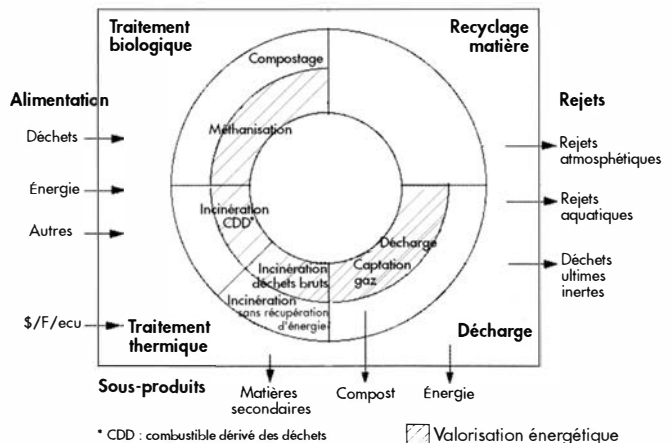 Traitement
biologique
Recyclage
matière
Compostage
Alimentation
Rejets
Déchets
Méthanisation
Rejets
atmosphétiques
Énergie
Rejets
aquatiques
Incinération
CDD*
Autres
Décharge
Incinération
déchets bruts
Captation
gaz
Déchets
ultimes
inertes
Incinération
sans récupération
d'énergie
$/F/ecu
Traitement
thermique
Décharge
Sous-produits
Matières
secondaires
Compost
Énergie
* CDD : combustible dérivé des déchets
Valorisation énergétique